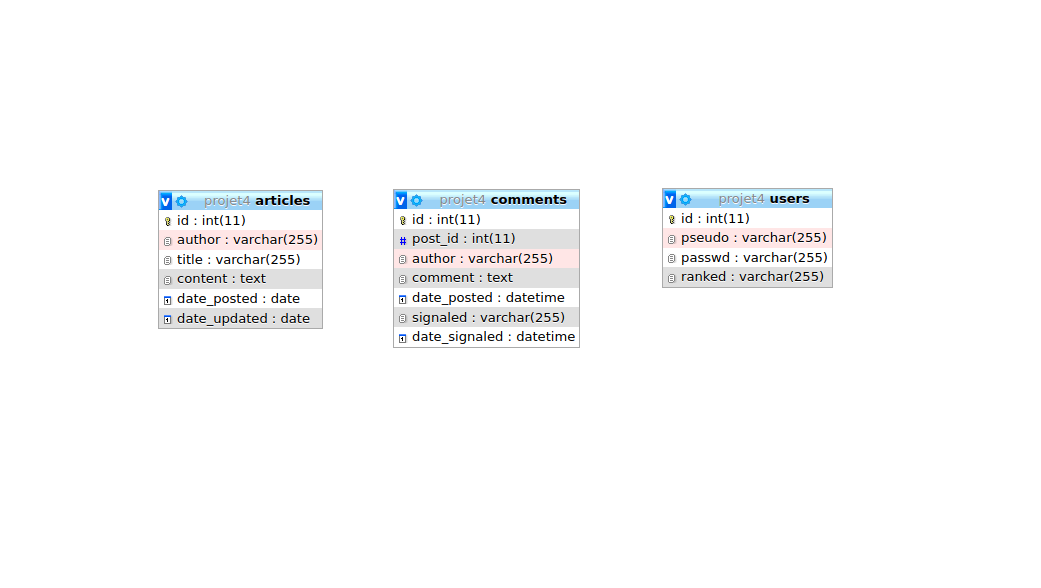 v projet4 articles
id : int(11)
author : varchar(255)
title : varchar(255)
content : text
date_posted : date
date_updated : date
v projet4 comments
id : int(11)
# post_id : int(11)
author : varchar(255)
comment : text
date_posted : datetime
signaled : varchar(255)
date_signaled : datetime
v projet4 users
id : int(11)
pseudo : varchar(255)
passwd : varchar(255)
ranked : varchar(255)